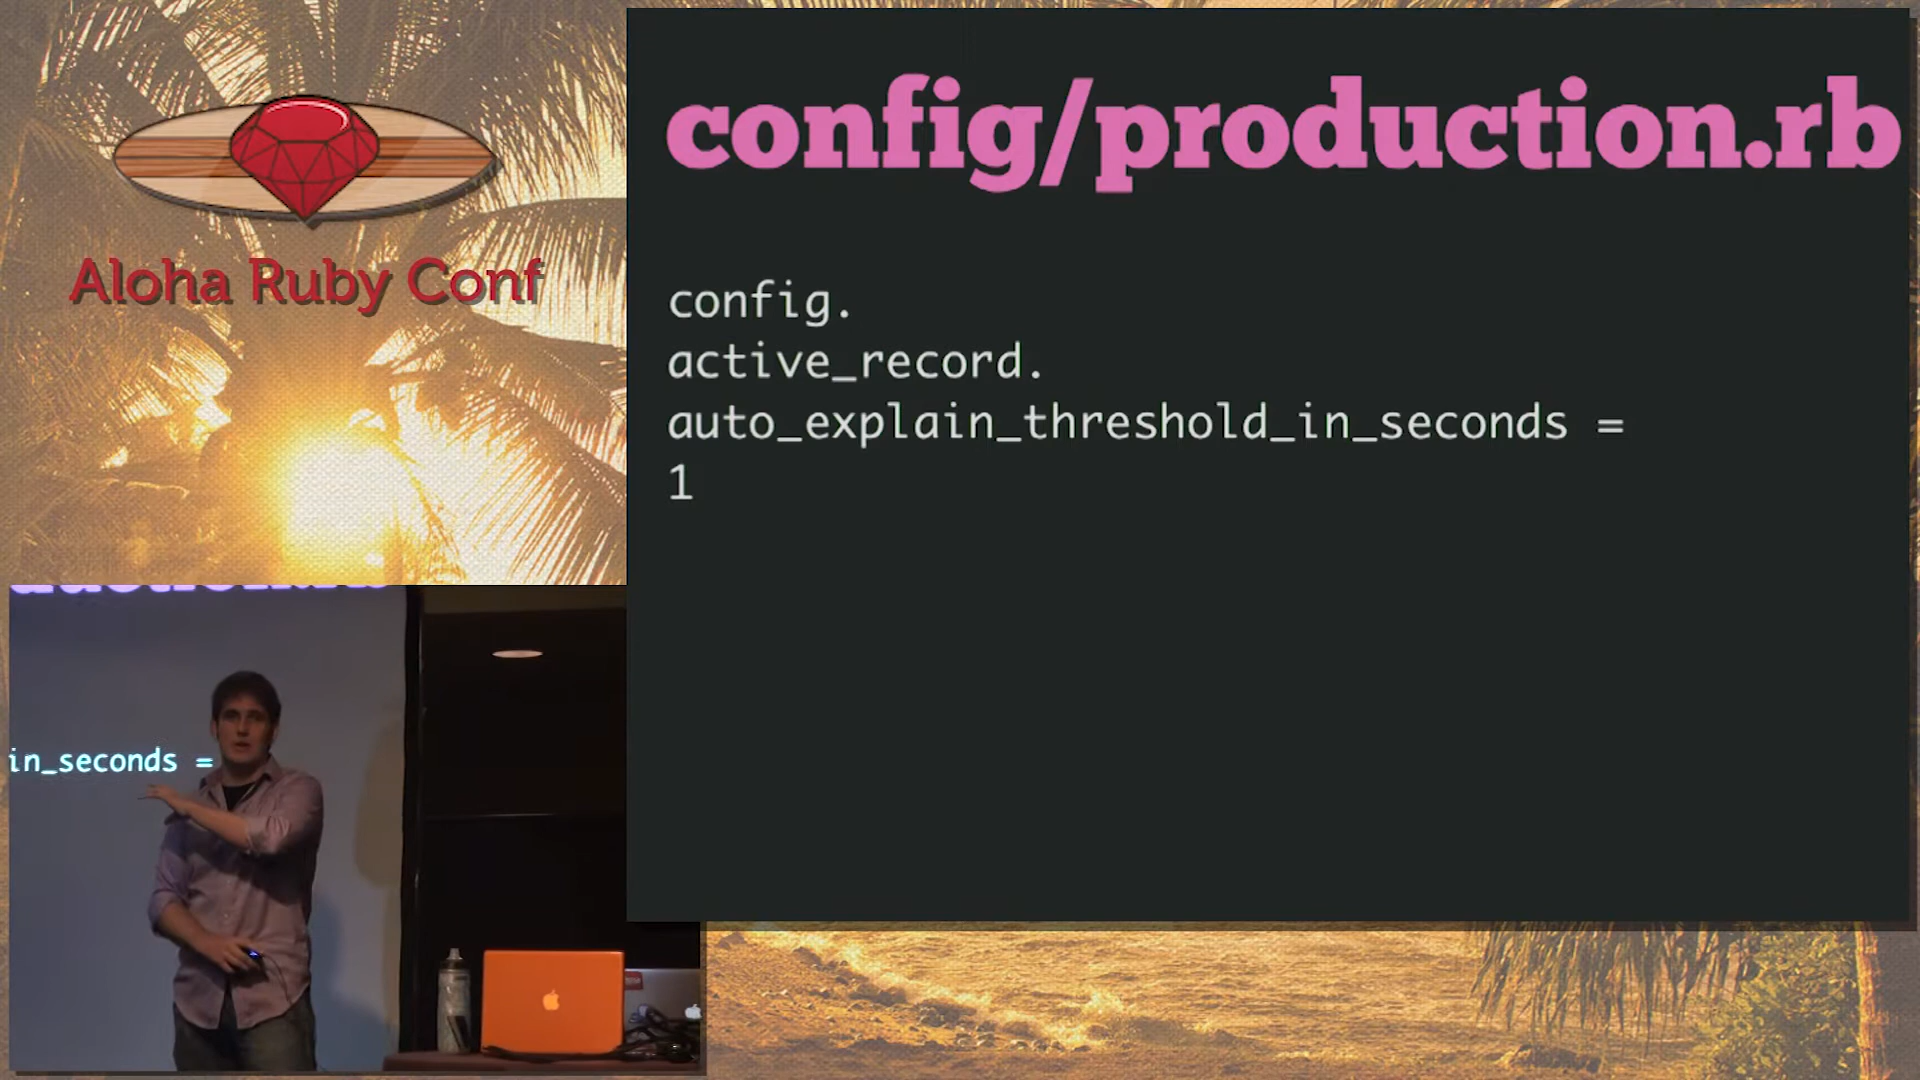 Aloha Ruby Conf
config/production.rb
config.
active_record.
auto_explain_threshold_in_seconds =
1
in_seconds =